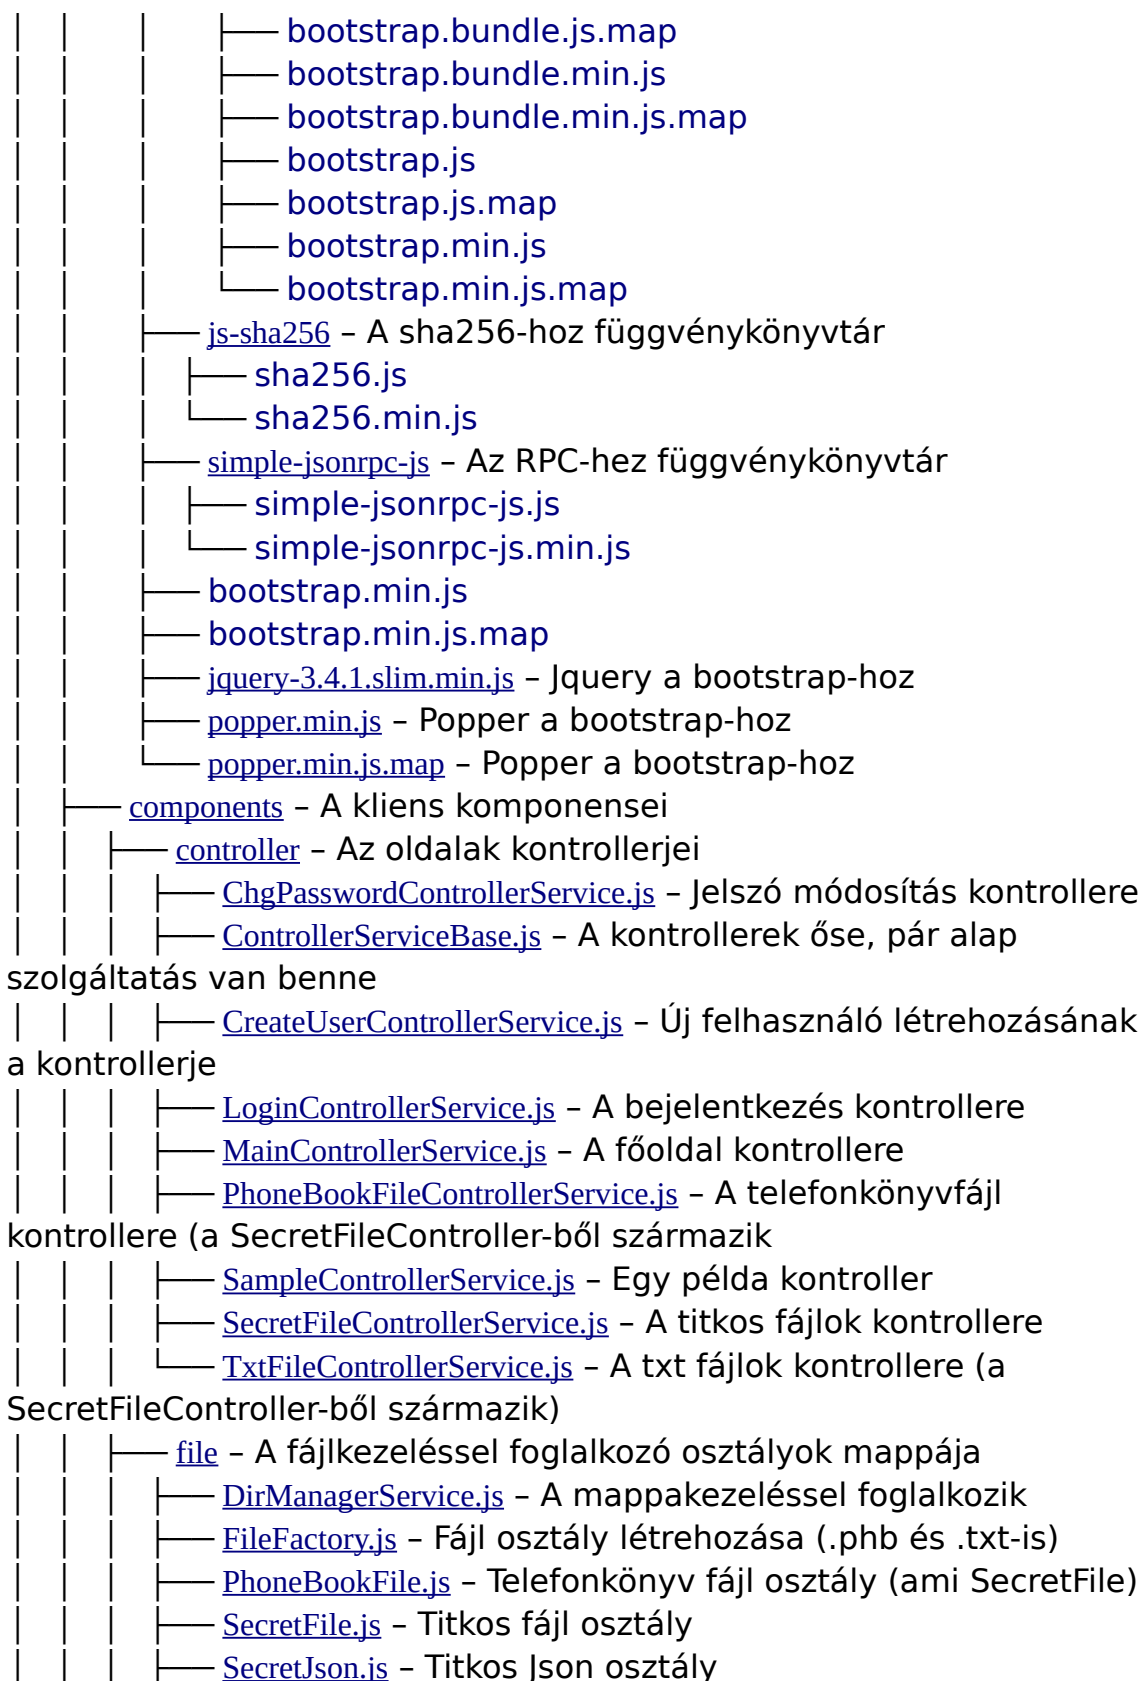 │ │ │ ├── bootstrap.bundle.js.map
│ │ │ ├── bootstrap.bundle.min.js
│ │ │ ├── bootstrap.bundle.min.js.map
│ │ │ ├── bootstrap.js
│ │ │ ├── bootstrap.js.map
│ │ │ ├── bootstrap.min.js
│ │ │ └── bootstrap.min.js.map
│ │ ├── js-sha256 – A sha256-hoz függvénykönyvtár
│ │ │ ├── sha256.js
│ │ │ └── sha256.min.js
│ │ ├── simple-jsonrpc-js – Az RPC-hez függvénykönyvtár
│ │ │ ├── simple-jsonrpc-js.js
│ │ │ └── simple-jsonrpc-js.min.js
│ │ ├── bootstrap.min.js
│ │ ├── bootstrap.min.js.map
│ │ ├── jquery-3.4.1.slim.min.js – Jquery a bootstrap-hoz
│ │ ├── popper.min.js – Popper a bootstrap-hoz
│ │ └── popper.min.js.map – Popper a bootstrap-hoz
│ ├── components – A kliens komponensei
│ │ ├── controller – Az oldalak kontrollerjei
│ │ │ ├── ChgPasswordControllerService.js – Jelszó módosítás kontrollere
│ │ │ ├── ControllerServiceBase.js – A kontrollerek őse, pár alap
szolgáltatás van benne
│ │ │ ├── CreateUserControllerService.js – Új felhasználó létrehozásának
a kontrollerje
│ │ │ ├── LoginControllerService.js – A bejelentkezés kontrollere
│ │ │ ├── MainControllerService.js – A főoldal kontrollere
│ │ │ ├── PhoneBookFileControllerService.js – A telefonkönyvfájl
kontrollere (a SecretFileController-ből származik
│ │ │ ├── SampleControllerService.js – Egy példa kontroller
│ │ │ ├── SecretFileControllerService.js – A titkos fájlok kontrollere
│ │ │ └── TxtFileControllerService.js – A txt fájlok kontrollere (a
SecretFileController-ből származik)
│ │ ├── file – A fájlkezeléssel foglalkozó osztályok mappája
│ │ │ ├── DirManagerService.js – A mappakezeléssel foglalkozik
│ │ │ ├── FileFactory.js – Fájl osztály létrehozása (.phb és .txt-is)
│ │ │ ├── PhoneBookFile.js – Telefonkönyv fájl osztály (ami SecretFile)
│ │ │ ├── SecretFile.js – Titkos fájl osztály
│ │ │ ├── SecretJson.js – Titkos Json osztály